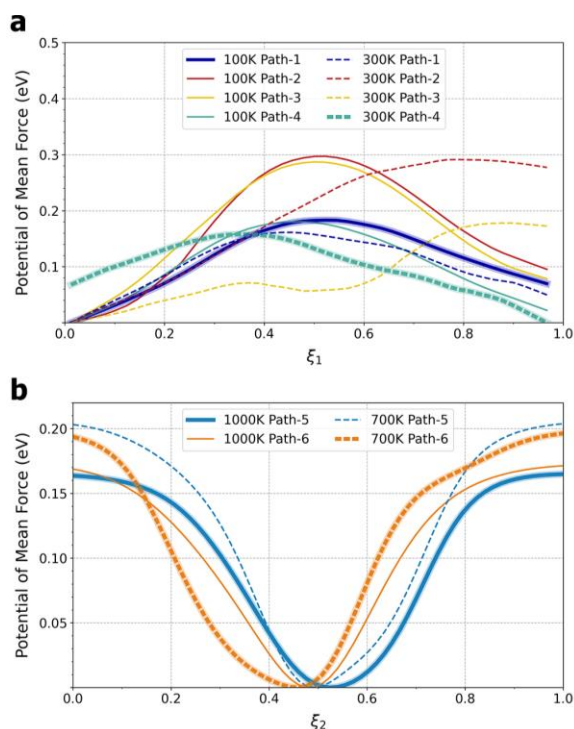 a
0.5
0.4
0.3
0.2
0.1
0.0 0.2 0.4 0.6 0.8 1.0
Potential of Mean Force (eV)
ξ1
100K Path-1 300K Path-1
100K Path-2 300K Path-2
100K Path-3 300K Path-3
100K Path-4 300K Path-4
b
0.20
0.15
0.10
0.05
0.0 0.2 0.4 0.6 0.8 1.0
Potential of Mean Force (eV)
ξ2
1000K Path-5 700K Path-5
1000K Path-6 700K Path-6